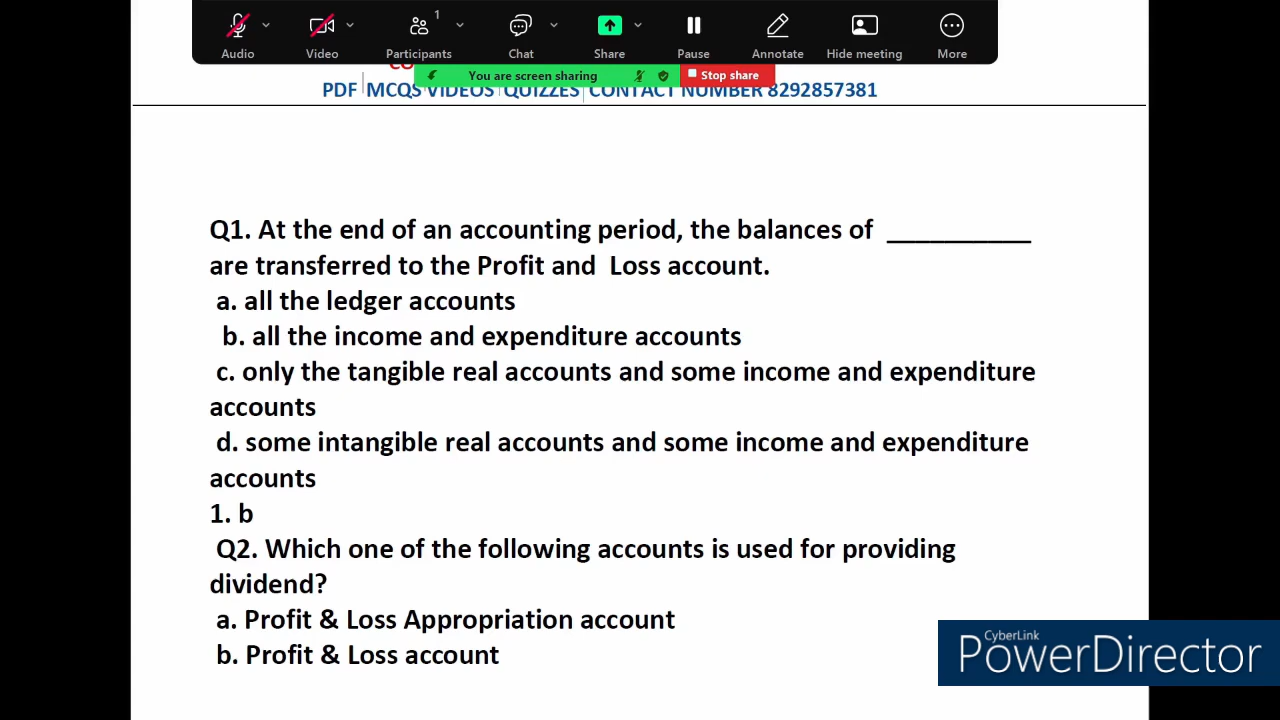 Audio
Video
Participants
1
Chat
Share
Pause
Annotate
Hide meeting
More
You are screen sharing
Stop share
PDF MCQS VIDEOS QUIZZES CONTACT NUMBER 8292857381
Q1. At the end of an accounting period, the balances of __________
are transferred to the Profit and Loss account.
a. all the ledger accounts
b. all the income and expenditure accounts
c. only the tangible real accounts and some income and expenditure
accounts
d. some intangible real accounts and some income and expenditure
accounts
1. b
Q2. Which one of the following accounts is used for providing
dividend?
a. Profit & Loss Appropriation account
b. Profit & Loss account
CyberLink
PowerDirector